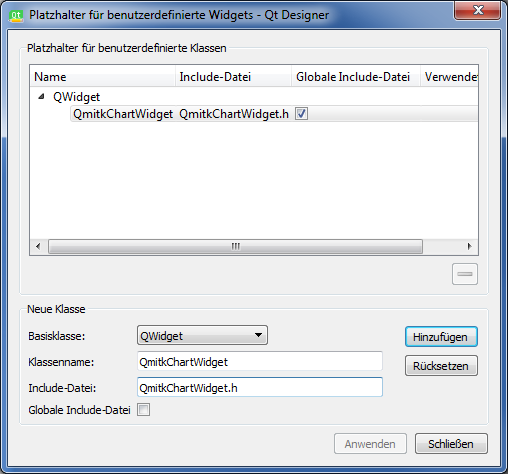 Qt Platzhalter für benutzerdefinierte Widgets - Qt Designer
Platzhalter für benutzerdefinierte Klassen
Name Include-Datei Globale Include-Datei Verwendet
QWidget
QmitkChartWidget QmitkChartWidget.h
Neue Klasse
Basisklasse: QWidget Hinzufügen
Klassenname: QmitkChartWidget Rücksetzen
Include-Datei: QmitkChartWidget.h
Globale Include-Datei
Anwenden Schließen